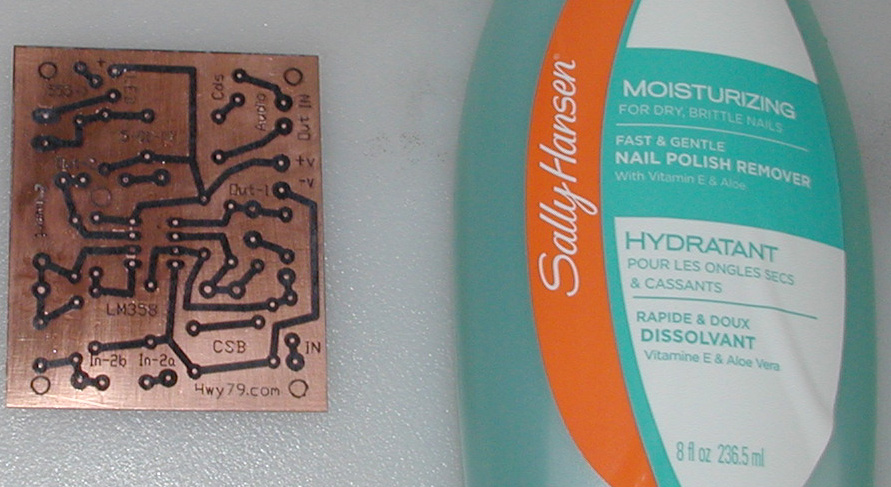 +
Cds
Audio
Out IN
+v
-v
Out-1
LM358
CSB
IN
In-2b
In-2a
Hwy79.com
Sally Hansen®
MOISTURIZING
FOR DRY, BRITTLE NAILS
FAST & GENTLE
NAIL POLISH REMOVER
With Vitamin E & Aloe
HYDRATANT
POUR LES ONGLES SECS
& CASSANTS
RAPIDE & DOUX
DISSOLVANT
Vitamine E & Aloe Vera
8 fl oz 236.5 ml